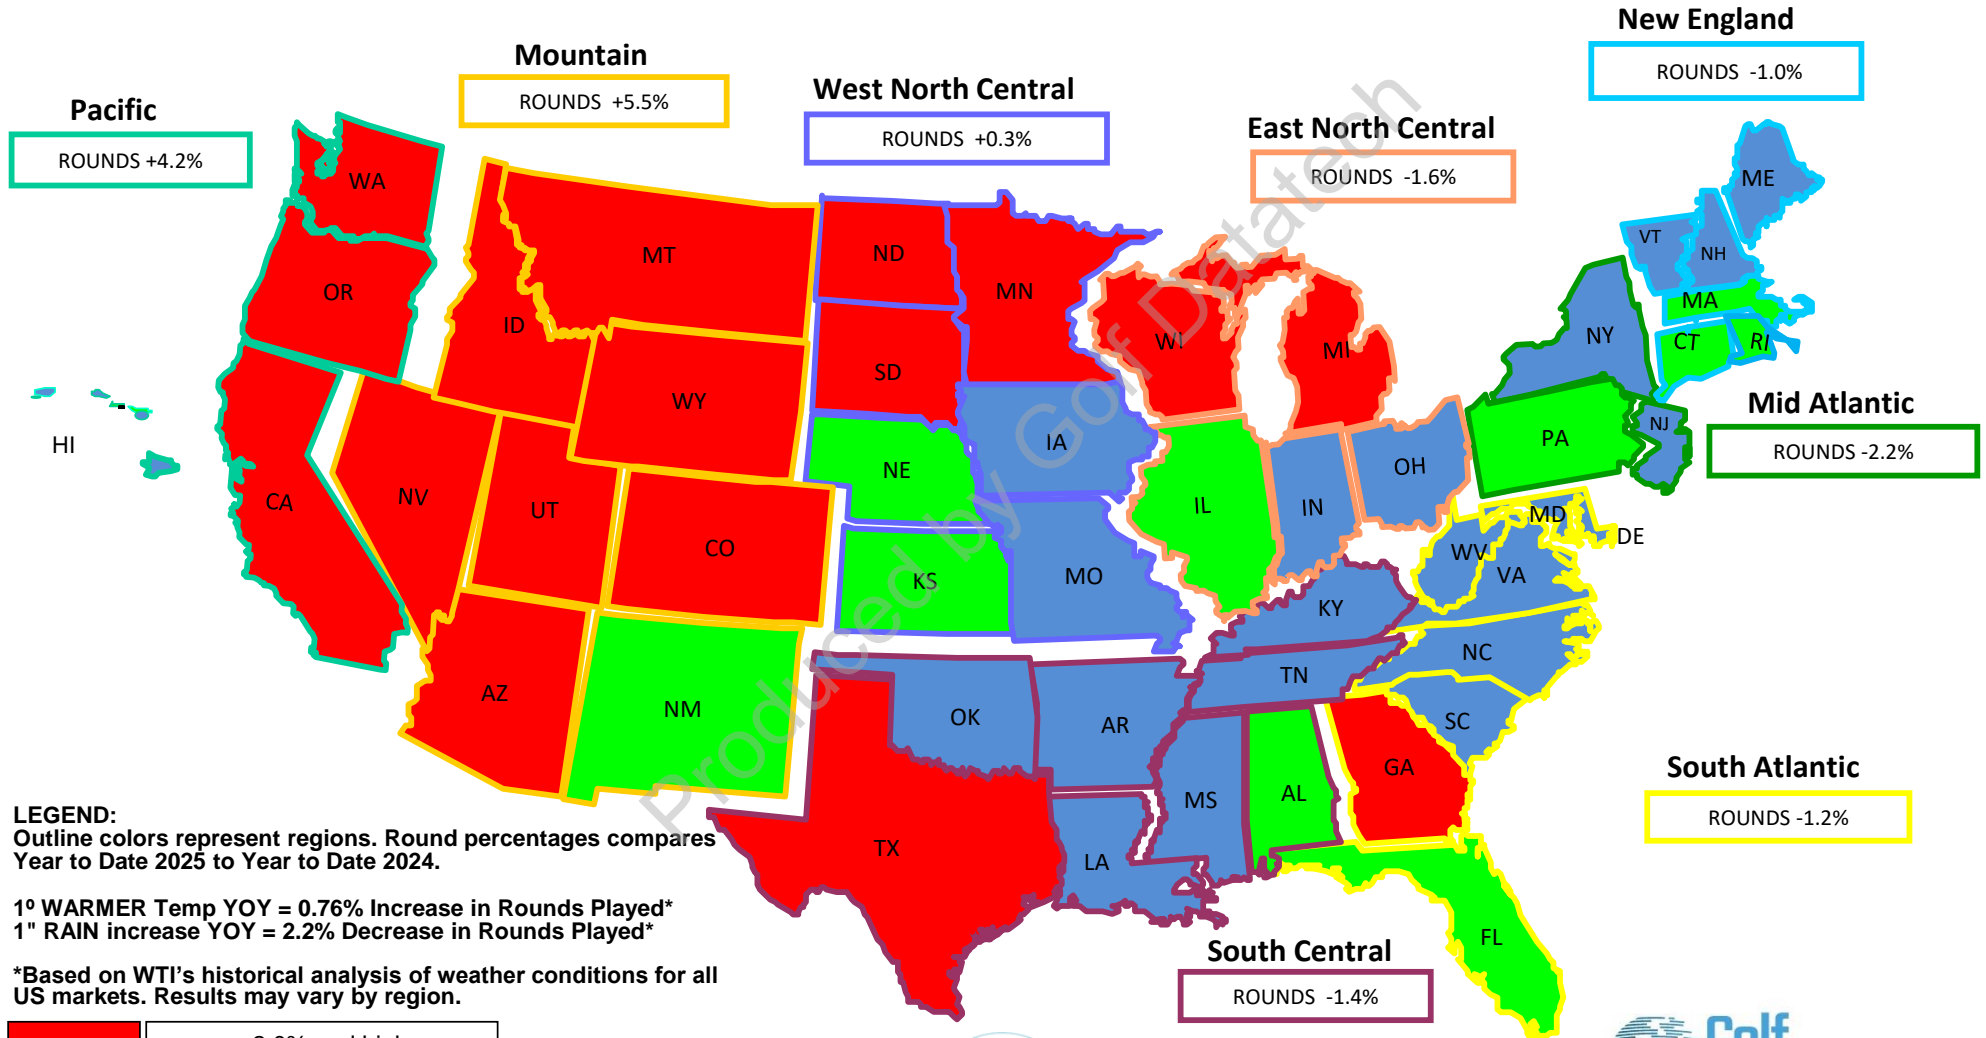 New England
ROUNDS -1.0%
Mountain
ROUNDS +5.5%
West North Central
ROUNDS +0.3%
Pacific
ROUNDS +4.2%
East North Central
ROUNDS -1.6%
WA
OR
CA
HI
MT
ID
WY
NV
UT
CO
AZ
NM
ND
SD
MN
NE
IA
KS
MO
WI
MI
IL
IN
OH
ME
VT
NH
MA
CT
RI
NY
PA
NJ
Mid Atlantic
ROUNDS -2.2%
MD
DE
WV
VA
NC
SC
GA
FL
KY
TN
OK
AR
TX
LA
MS
AL
South Atlantic
ROUNDS -1.2%
South Central
ROUNDS -1.4%
Produced by Golf Datatech
LEGEND:
Outline colors represent regions. Round percentages compares
Year to Date 2025 to Year to Date 2024.
1º WARMER Temp YOY = 0.76% Increase in Rounds Played*
1" RAIN increase YOY = 2.2% Decrease in Rounds Played*
*Based on WTI's historical analysis of weather conditions for all
US markets. Results may vary by region.
Golf